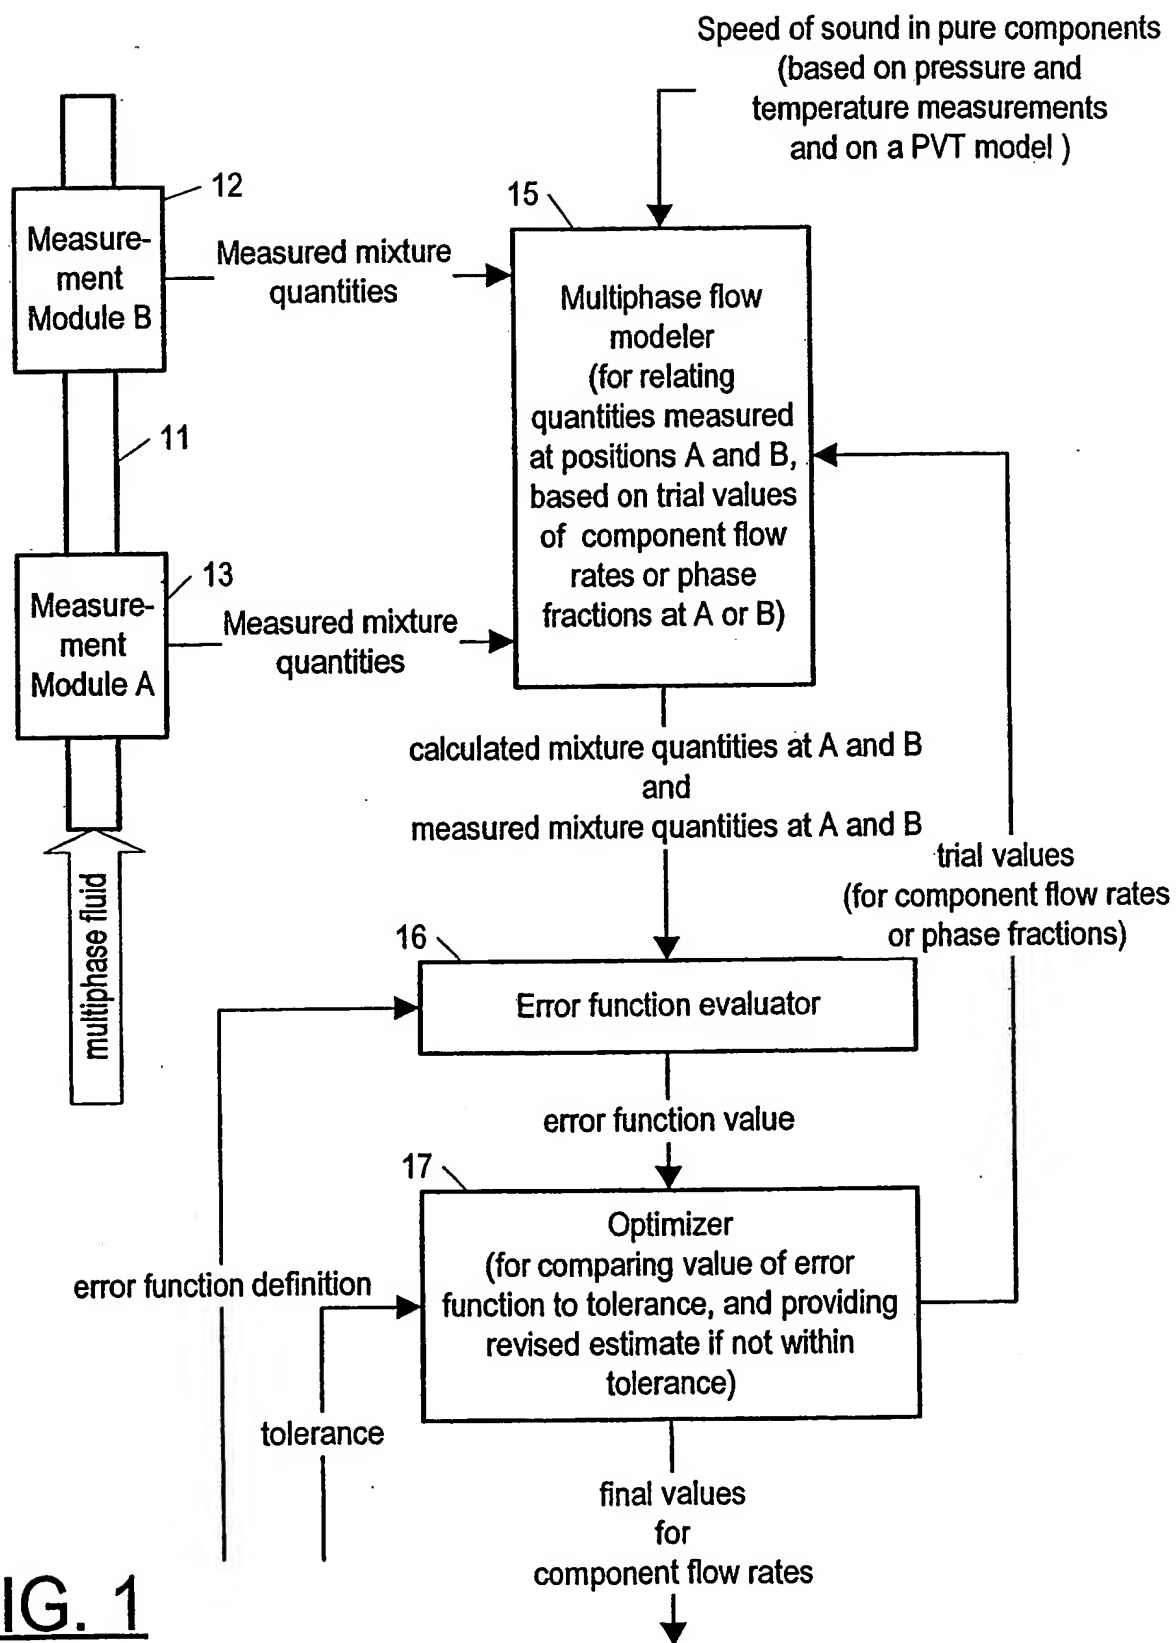 Speed of sound in pure components
(based on pressure and
temperature measurements
and on a PVT model )
12
15
Measure-
ment
Module B
Measured mixture
quantities
Multiphase flow
modeler
(for relating
quantities measured
at positions A and B,
based on trial values
of component flow
rates or phase
fractions at A or B)
11
13
Measure-
ment
Module A
Measured mixture
quantities
calculated mixture quantities at A and B
and
measured mixture quantities at A and B
trial values
(for component flow rates
or phase fractions)
multiphase fluid
16
Error function evaluator
error function value
17
Optimizer
(for comparing value of error
function to tolerance, and providing
revised estimate if not within
tolerance)
error function definition
tolerance
final values
for
component flow rates
IG. 1